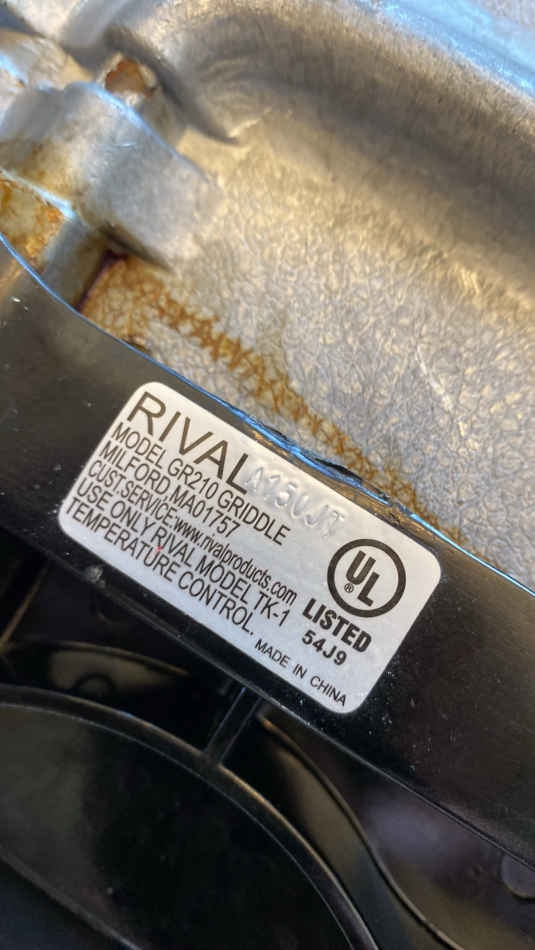 RIVAL
MODEL GR210 GRIDDLE
MILFORD, MA01757
CUST.SERVICE:www.rivalproducts.com
USE ONLY RIVAL MODEL TK-1
TEMPERATURE CONTROL.
UL
®
LISTED
54J9
MADE IN CHINA